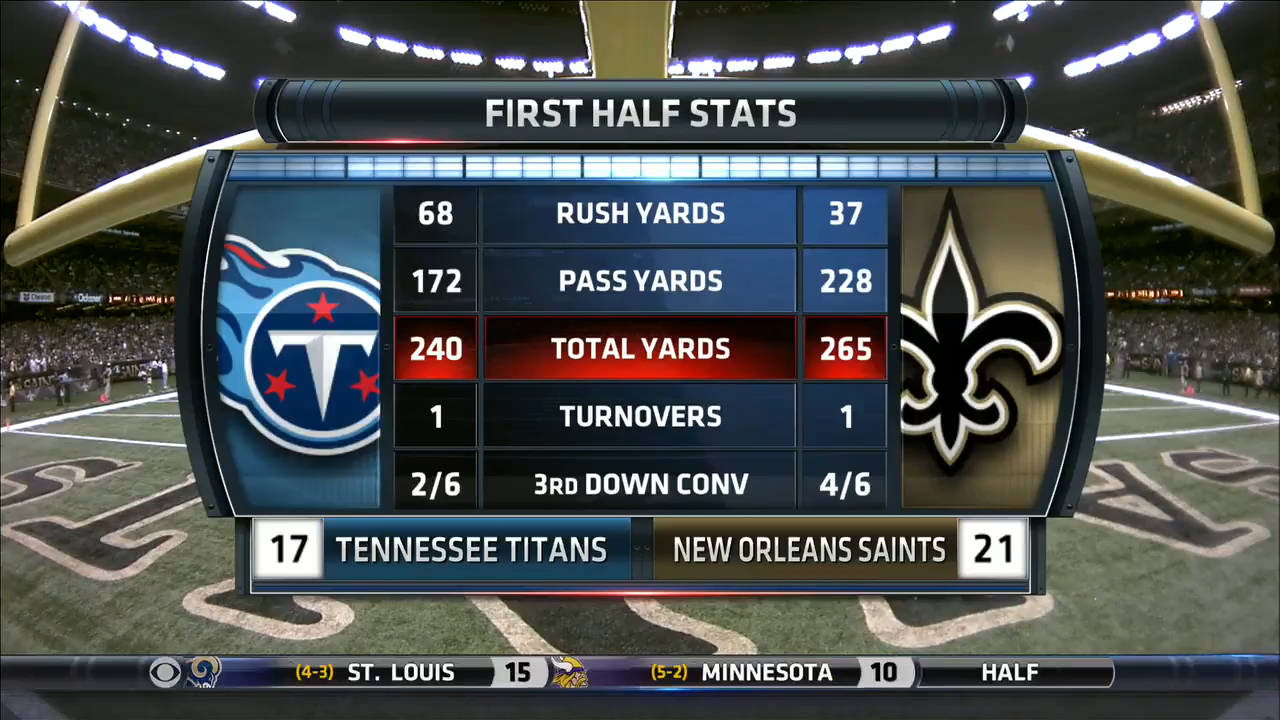 FIRST HALF STATS
68 RUSH YARDS 37
172 PASS YARDS 228
240 TOTAL YARDS 265
1 TURNOVERS 1
2/6 3RD DOWN CONV 4/6
17 TENNESSEE TITANS NEW ORLEANS SAINTS 21
(4-3) ST. LOUIS 15 (5-2) MINNESOTA 10 HALF